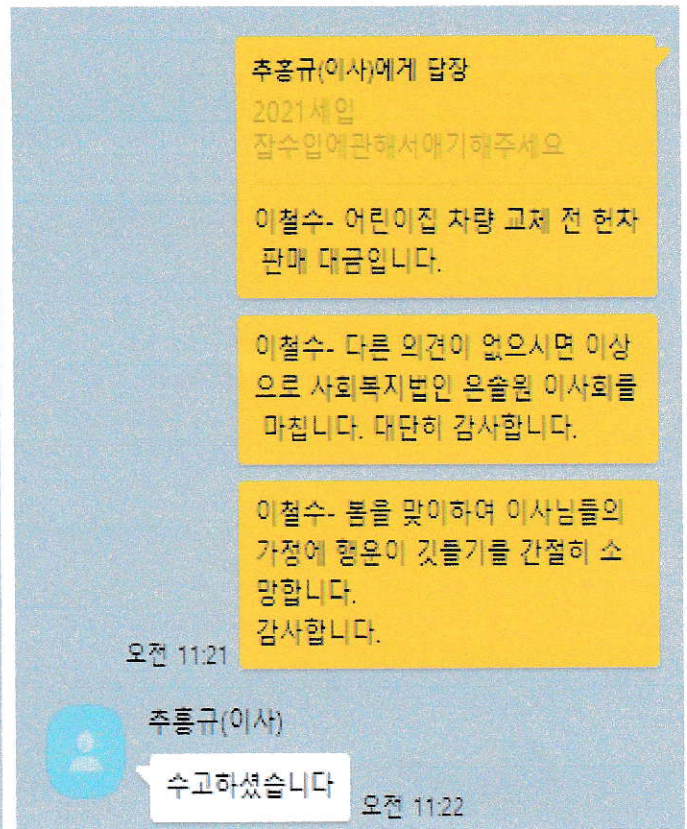 추홍규(이사)에게 답장
2021세입
잡수입에관해서얘기해주세요
이철수- 어린이집 차량 교체 전 헌차
판매 대금입니다.
이철수- 다른 의견이 없으시면 이상
으로 사회복지법인 은솔원 이사회를
마칩니다. 대단히 감사합니다.
이철수- 봄을 맞이하여 이사님들의
가정에 행운이 깃들기를 간절히 소
망합니다.
감사합니다.
오전 11:21
추홍규(이사)
수고하셨습니다
오전 11:22